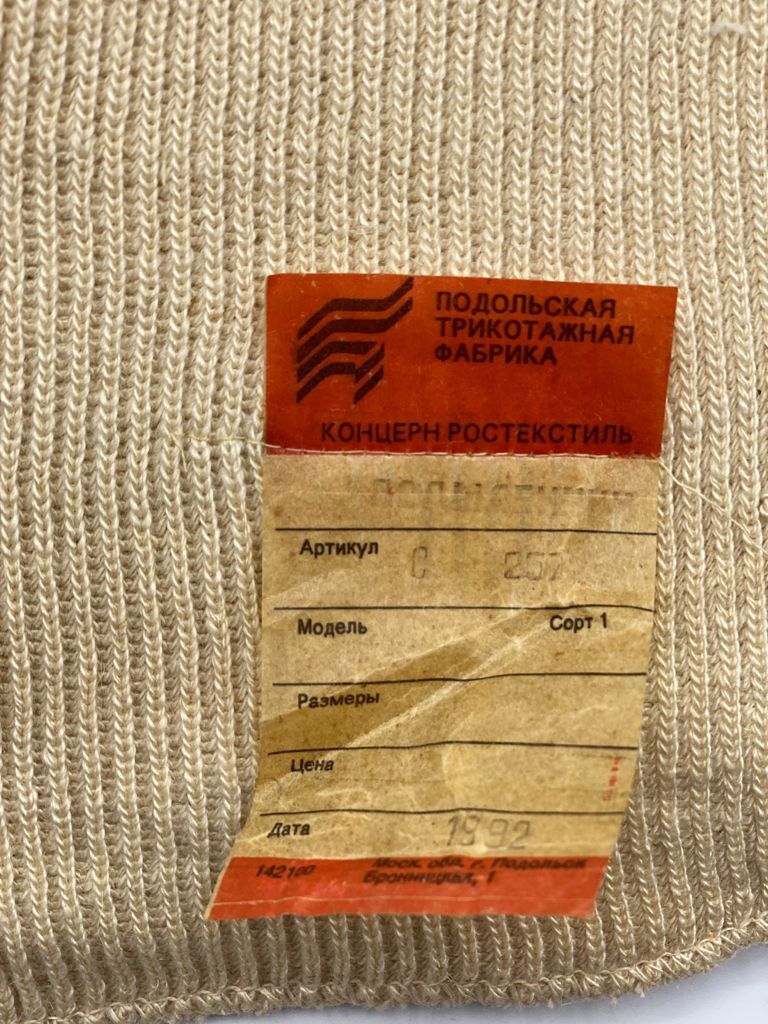 ПОДОЛЬСКАЯ
ТРИКОТАЖНАЯ
ФАБРИКА
КОНЦЕРН РОСТЕКСТИЛЬ
Артикул С 257
Модель Сорт 1
Размеры
Цена
Дата 1992
142100 Моск. обл. г. Подольск
Бронницкая, 1